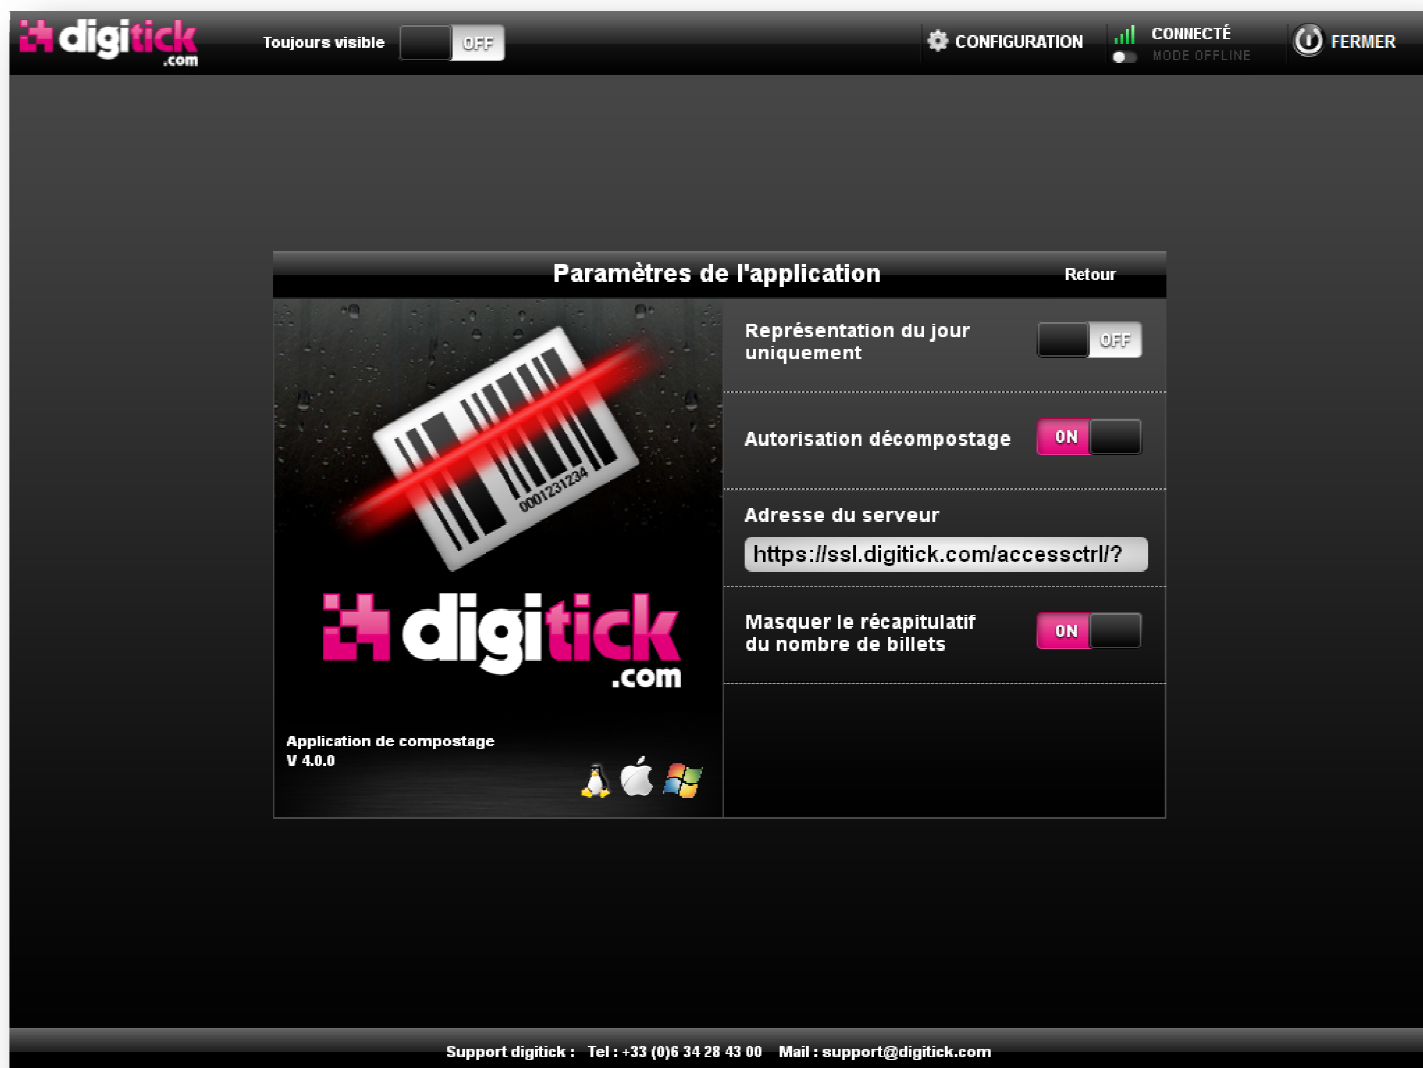 digitick
.com
Toujours visible
OFF
CONFIGURATION
CONNECTÉ
MODE OFFLINE
FERMER
Paramètres de l'application
Retour
0001231234
digitick
.com
Application de compostage
V 4.0.0
Représentation du jour
uniquement
OFF
Autorisation décompostage
ON
Adresse du serveur
https://ssl.digitick.com/accessctrl/?
Masquer le récapitulatif
du nombre de billets
ON
Support digitick : Tel : +33 (0)6 34 28 43 00 Mail : support@digitick.com